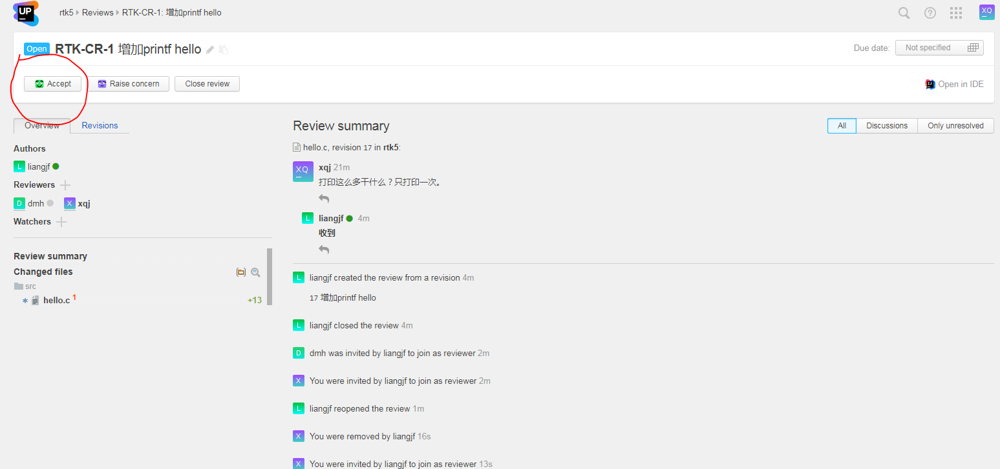 UP
rtk5 Reviews RTK-CR-1: 增加printf hello
XQ
Open RTK-CR-1 增加printf hello
Due date: Not specified
Accept Raise concern Close review
Open in IDE
Overview Revisions
Authors
L liangjf
Reviewers
D dmh X xqj
Watchers
Review summary
Changed files
src
hello.c 1 +13
Review summary
All Discussions Only unresolved
hello.c, revision 17 in rtk5:
XQ xqj 21m
打印这么多干什么？只打印一次。
L liangjf 4m
收到
L liangjf created the review from a revision 4m
17 增加printf hello
L liangjf closed the review 4m
D dmh was invited by liangjf to join as reviewer 2m
X You were invited by liangjf to join as reviewer 2m
L liangjf reopened the review 1m
X You were removed by liangjf 16s
X You were invited by liangjf to join as reviewer 13s